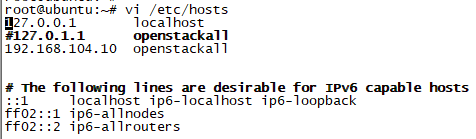 root@ubuntu:~# vi /etc/hosts
127.0.0.1 localhost
#127.0.1.1 openstackall
192.168.104.10 openstackall
# The following lines are desirable for IPv6 capable hosts
::1 localhost ip6-localhost ip6-loopback
ff02::1 ip6-allnodes
ff02::2 ip6-allrouters